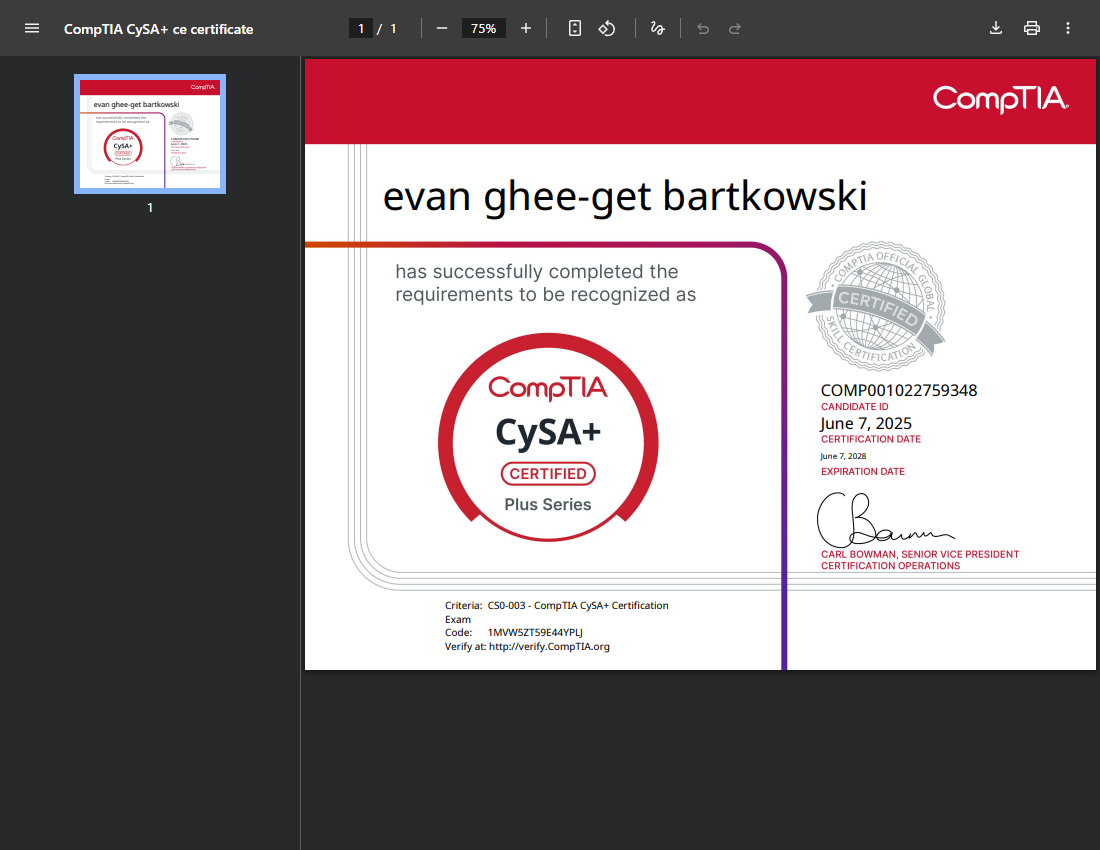 CompTIA CySA+ ce certificate
1 / 1
75%
CompTIA.
evan ghee-get bartkowski
has successfully completed the
requirements to be recognized as
CompTIA
CySA+
CERTIFIED
Plus Series
COMPTIA OFFICIAL GLOBAL
CERTIFIED
SKILL CERTIFICATION
COMP001022759348
CANDIDATE ID
June 7, 2025
CERTIFICATION DATE
June 7, 2028
EXPIRATION DATE
CARL BOWMAN, SENIOR VICE PRESIDENT
CERTIFICATION OPERATIONS
Criteria: CS0-003 - CompTIA CySA+ Certification
Exam
Code: 1MVW5ZT59E44YPLJ
Verify at: http://verify.CompTIA.org
1